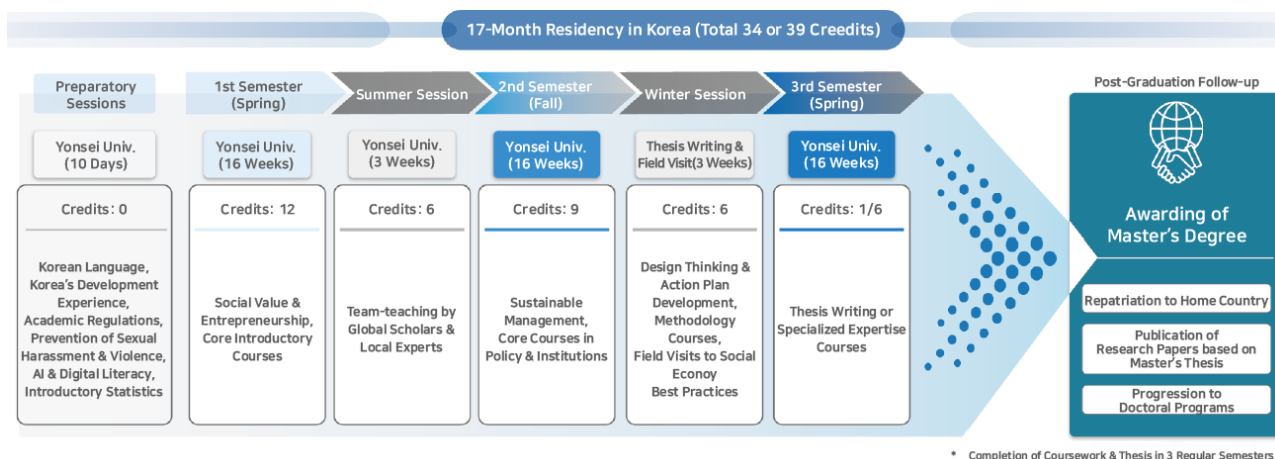 17-Month Residency in Korea (Total 34 or 39 Creedits)
Preparatory
Sessions
1st Semester
(Spring)
Summer Session
2nd Semester
(Fall)
Winter Session
3rd Semester
(Spring)
Yonsei Univ.
(10 Days)
Yonsei Univ.
(16 Weeks)
Yonsei Univ.
(3 Weeks)
Yonsei Univ.
(16 Weeks)
Thesis Writing &
Field Visit(3 Weeks)
Yonsei Univ.
(16 Weeks)
Credits: 0
Korean Language,
Korea's Development
Experience,
Academic Regulations,
Prevention of Sexual
Harassment & Violence,
AI & Digital Literacy,
Introductory Statistics
Credits: 12
Social Value &
Entrepreneurship,
Core Introductory
Courses
Credits: 6
Team-teaching by
Global Scholars &
Local Experts
Credits: 9
Sustainable
Management,
Core Courses in
Policy & Institutions
Credits: 6
Design Thinking &
Action Plan
Development,
Methodology
Courses,
Field Visits to Social
Econoy
Best Practices
Credits: 1/6
Thesis Writing or
Specialized Expertise
Courses
Post-Graduation Follow-up
Awarding of
Master's Degree
Repatriation to Home Country
Publication of
Research Papers based on
Master's Thesis
Progression to
Doctoral Programs
* Completion of Coursework & Thesis in 3 Regular Semesters